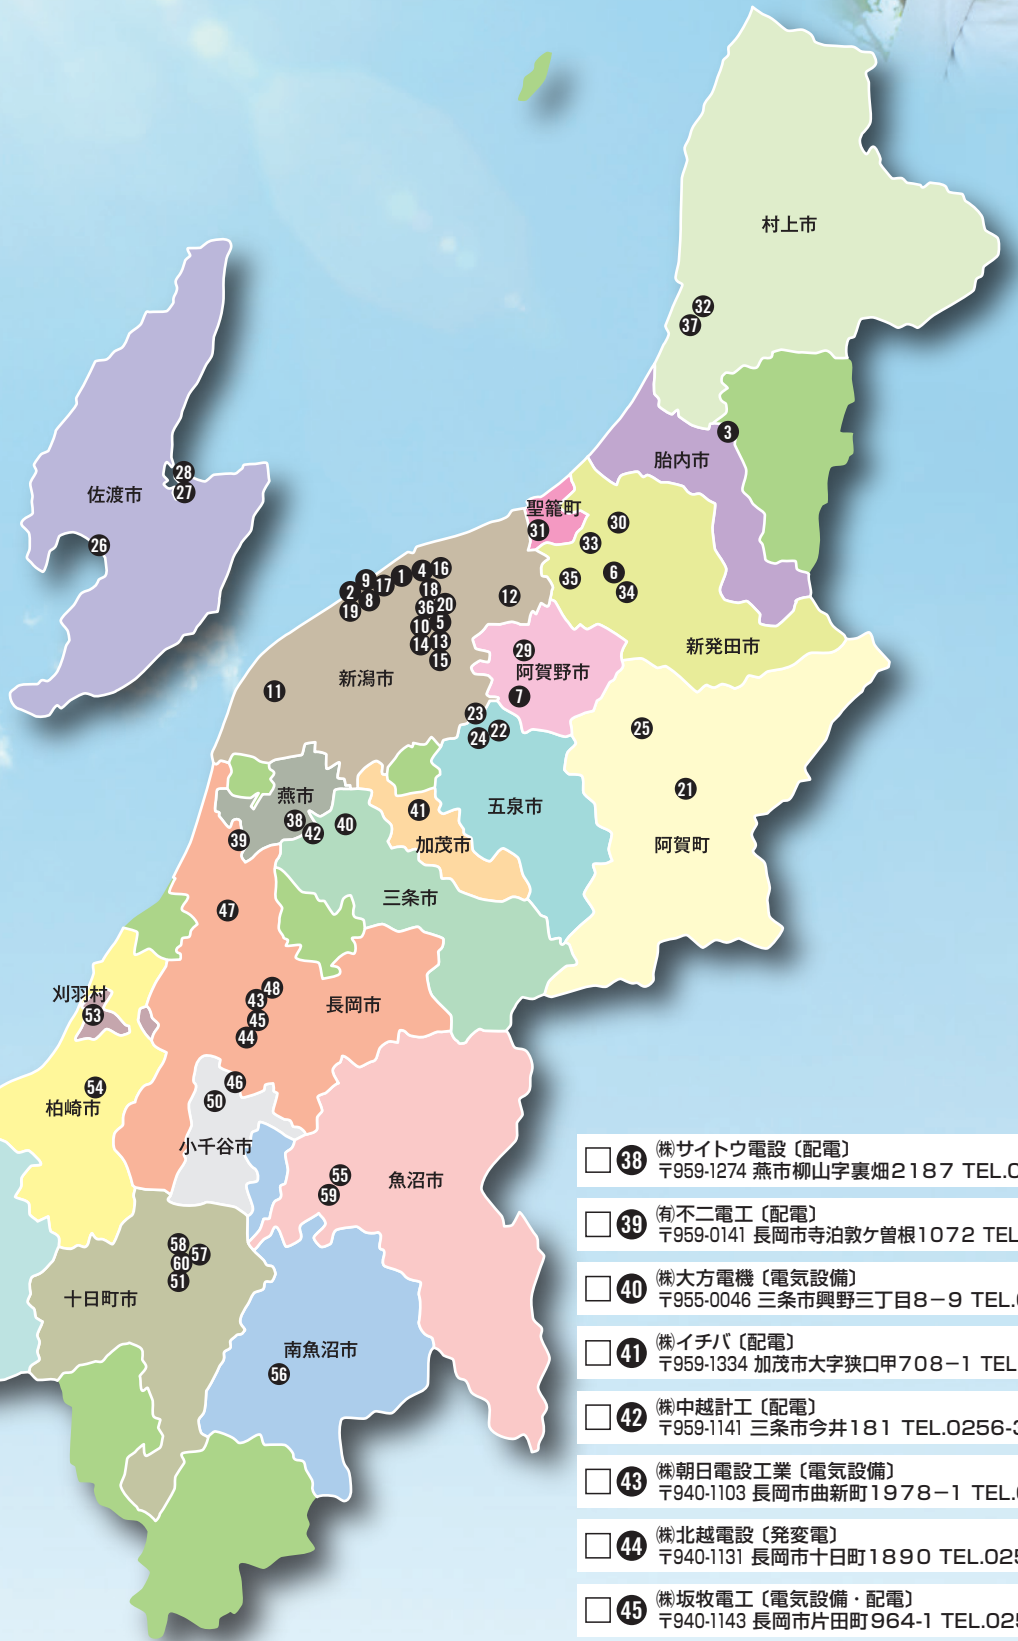 村上市
32
37
3
胎内市
28
27
佐渡市
26
聖籠町
31
30
33
35
6
34
新発田市
9
2
17
1
4
16
8
19
18
36
20
10
5
14
13
15
12
新潟市
11
29
阿賀野市
7
23
24
22
25
21
五泉市
阿賀町
燕市
38
42
40
39
41
加茂市
三条市
47
刈羽村
53
48
43
45
44
長岡市
54
柏崎市
46
50
小千谷市
55
59
魚沼市
58
57
60
51
十日町市
南魚沼市
56
38 ㈱サイトウ電設〔配電〕
〒959-1274 燕市柳山字裏畑2187 TEL.0
39 ㈲不二電工〔配電〕
〒959-0141 長岡市寺泊敦ケ曽根1072 TEL
40 ㈱大方電機〔電気設備〕
〒955-0046 三条市興野三丁目8−9 TEL.
41 ㈱イチバ〔配電〕
〒959-1334 加茂市大字狭口甲708−1 TEL
42 ㈱中越計工〔配電〕
〒959-1141 三条市今井181 TEL.0256-3
43 ㈱朝日電設工業〔電気設備〕
〒940-1103 長岡市曲新町1978−1 TEL.
44 ㈱北越電設〔発変電〕
〒940-1131 長岡市十日町1890 TEL.025
45 ㈱坂牧電工〔電気設備・配電〕
〒940-1143 長岡市片田町964-1 TEL.025